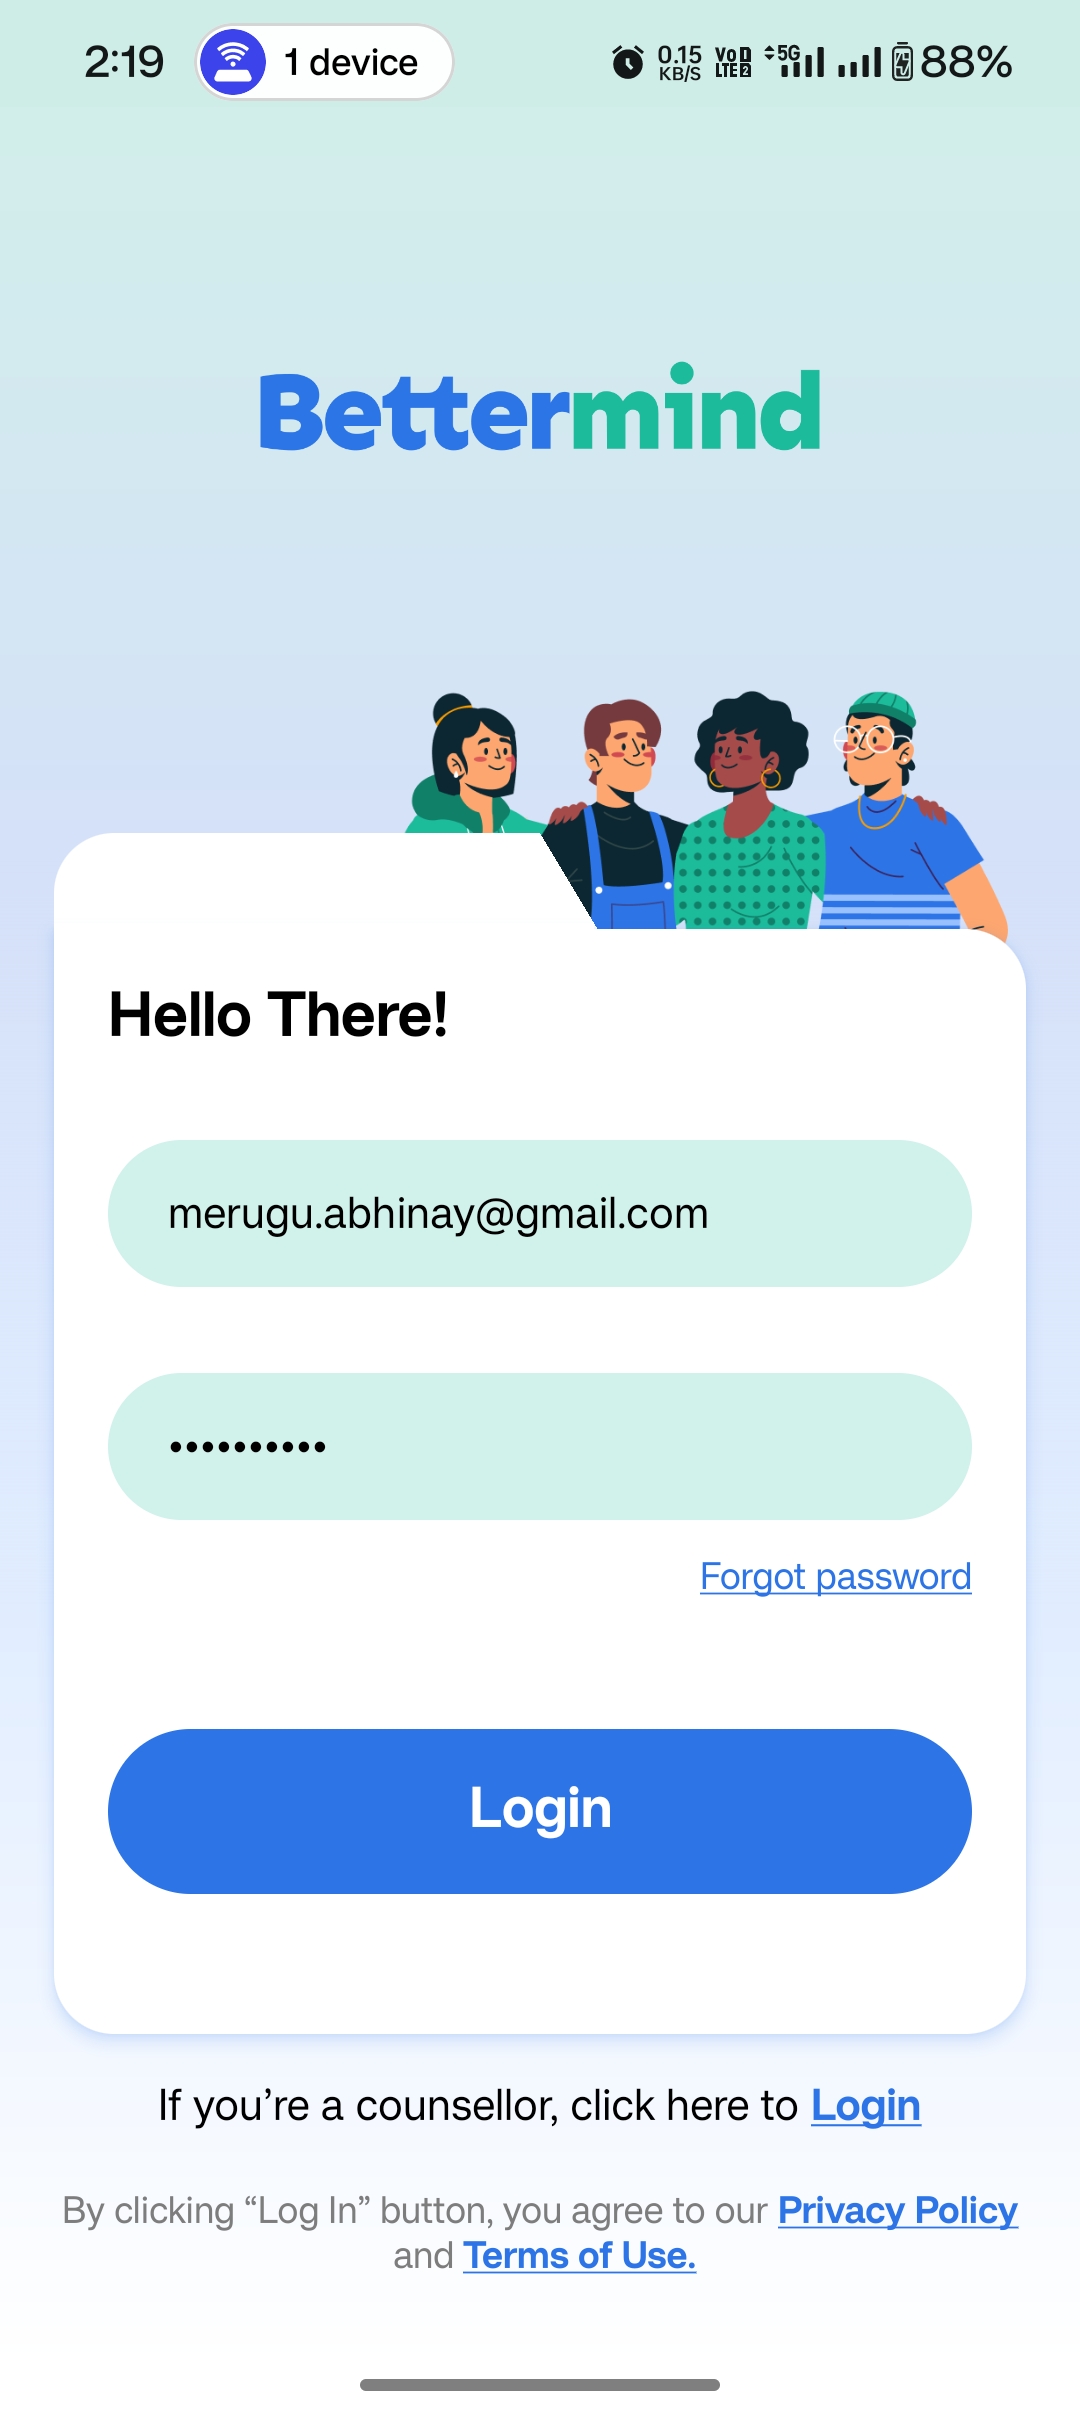 2:19 1 device 0.15 KB/S VoD LTE2 5G 88%
Bettermind
Hello There!
merugu.abhinay@gmail.com
••••••••••
Forgot password
Login
If you’re a counsellor, click here to Login
By clicking “Log In” button, you agree to our Privacy Policy
and Terms of Use.